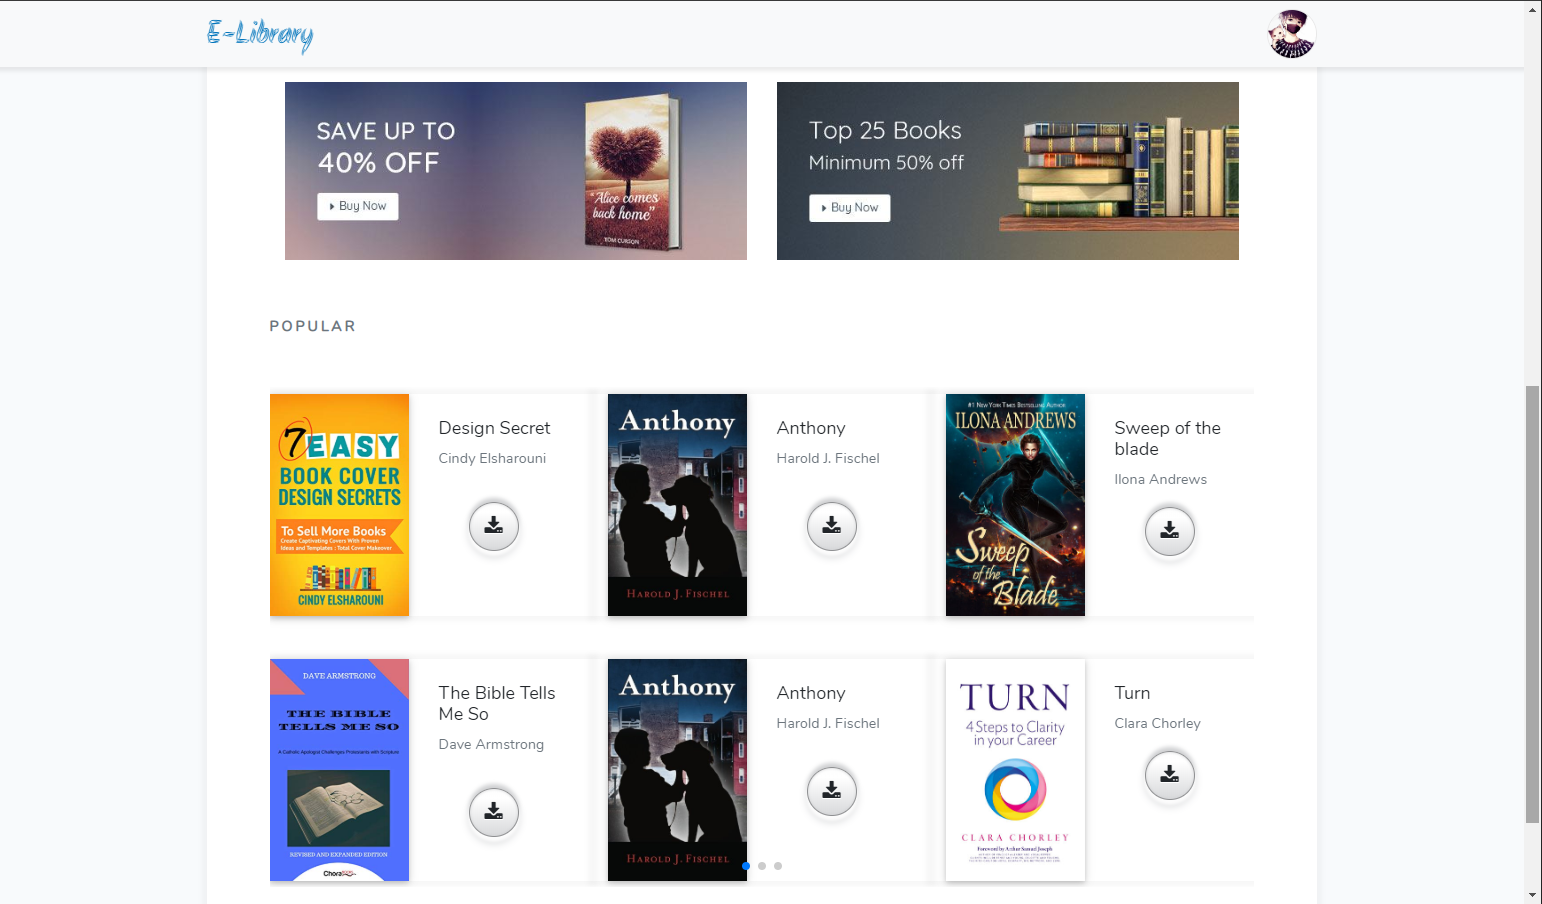 E-Library
SAVE UP TO
40% OFF
Buy Now
"Alice comes
back home"
TOM CURSON
Top 25 Books
Minimum 50% off
Buy Now
POPULAR
7 EASY
BOOK COVER
DESIGN SECRETS
To Sell More Books
Create Captivating Covers With Proven
Ideas and Templates : Total Cover Makeover
CINDY ELSHAROUNI
Design Secret
Cindy Elsharouni
Anthony
HAROLD J. FISCHEL
Anthony
Harold J. Fischel
#1 NEW YORK TIMES BESTSELLING AUTHOR
ILONA ANDREWS
Sweep
of the
Blade
Sweep of the
blade
Ilona Andrews
DAVE ARMSTRONG
THE BIBLE
TELLS ME SO
A Catholic Apologist Challenges Protestants with Scripture
REVISED AND EXPANDED EDITION
The Bible Tells
Me So
Dave Armstrong
Anthony
HAROLD J. FISCHEL
Anthony
Harold J. Fischel
TURN
4 Steps to Clarity
in your Career
CLARA CHORLEY
Foreword by Arthur Samuel Joseph
Turn
Clara Chorley